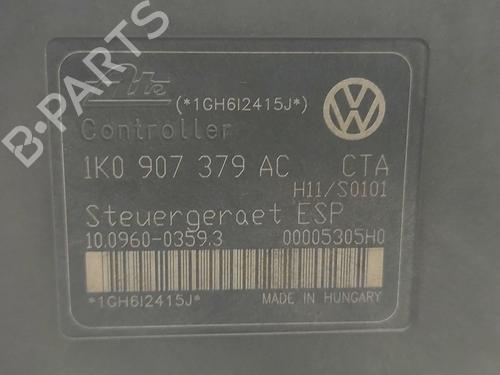 Ate
(*1GH6I2415J*)
Controller
1K0 907 379 AC CTA
H11/S0101
Steuergeraet ESP
10.0960-0359.3 00005305H0
*1GH6I2415J* MADE IN HUNGARY
B-PARTS